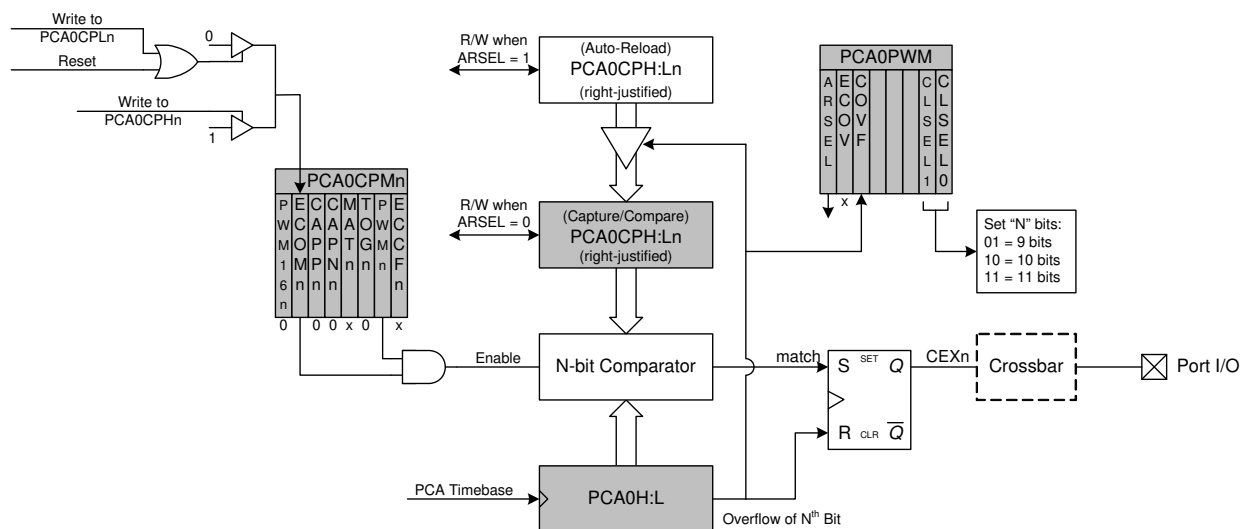 Write to
PCA0CPLn
Reset
0
Write to
PCA0CPHn
1
R/W when
ARSEL = 1
(Auto-Reload)
PCA0CPH:Ln
(right-justified)
PCA0PWM
ARSEL
ECOV
COVF
CLSEL1
CLSEL0
x
PCA0CPMn
PWM16n
ECOMn
CAPPn
CAPNn
MATn
TOGn
PWMn
ECCFn
0 0 0 x 0 x
R/W when
ARSEL = 0
(Capture/Compare)
PCA0CPH:Ln
(right-justified)
Set “N” bits:
01 = 9 bits
10 = 10 bits
11 = 11 bits
Enable
N-bit Comparator
match
S SET Q
R CLR Q̅
CEXn
Crossbar
Port I/O
PCA Timebase
PCA0H:L
Overflow of Nth Bit